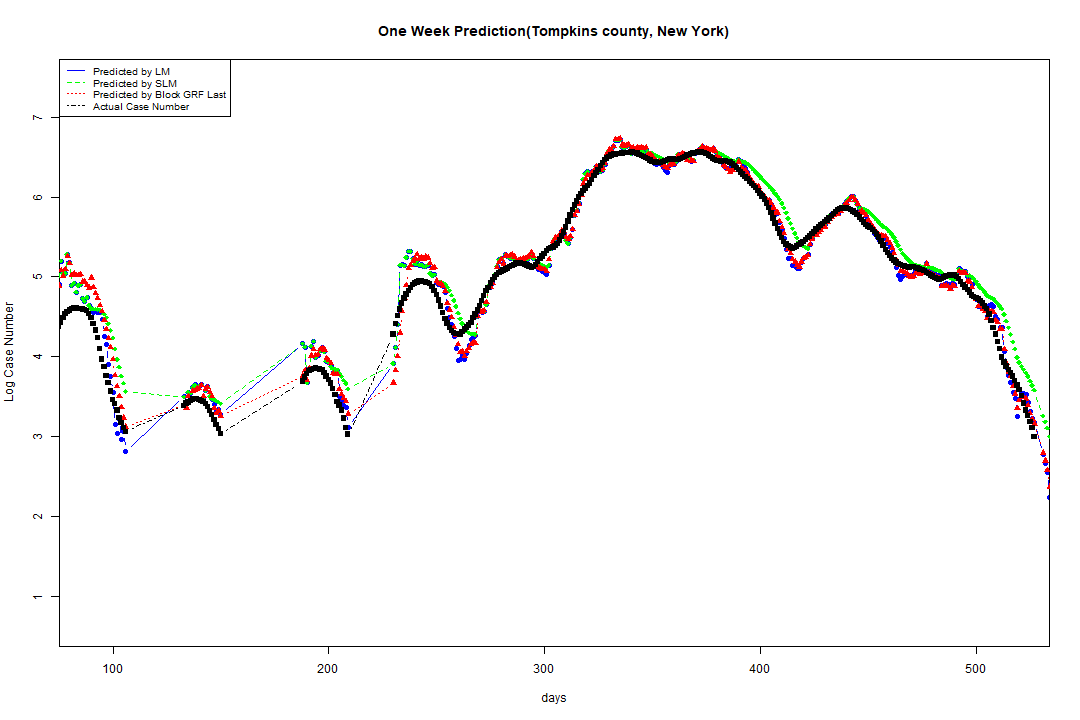 One Week Prediction(Tompkins county, New York)
Predicted by LM
Predicted by SLM
Predicted by Block GRF Last
Actual Case Number
7
6
5
4
3
2
1
Log Case Number
100 200 300 400 500
days